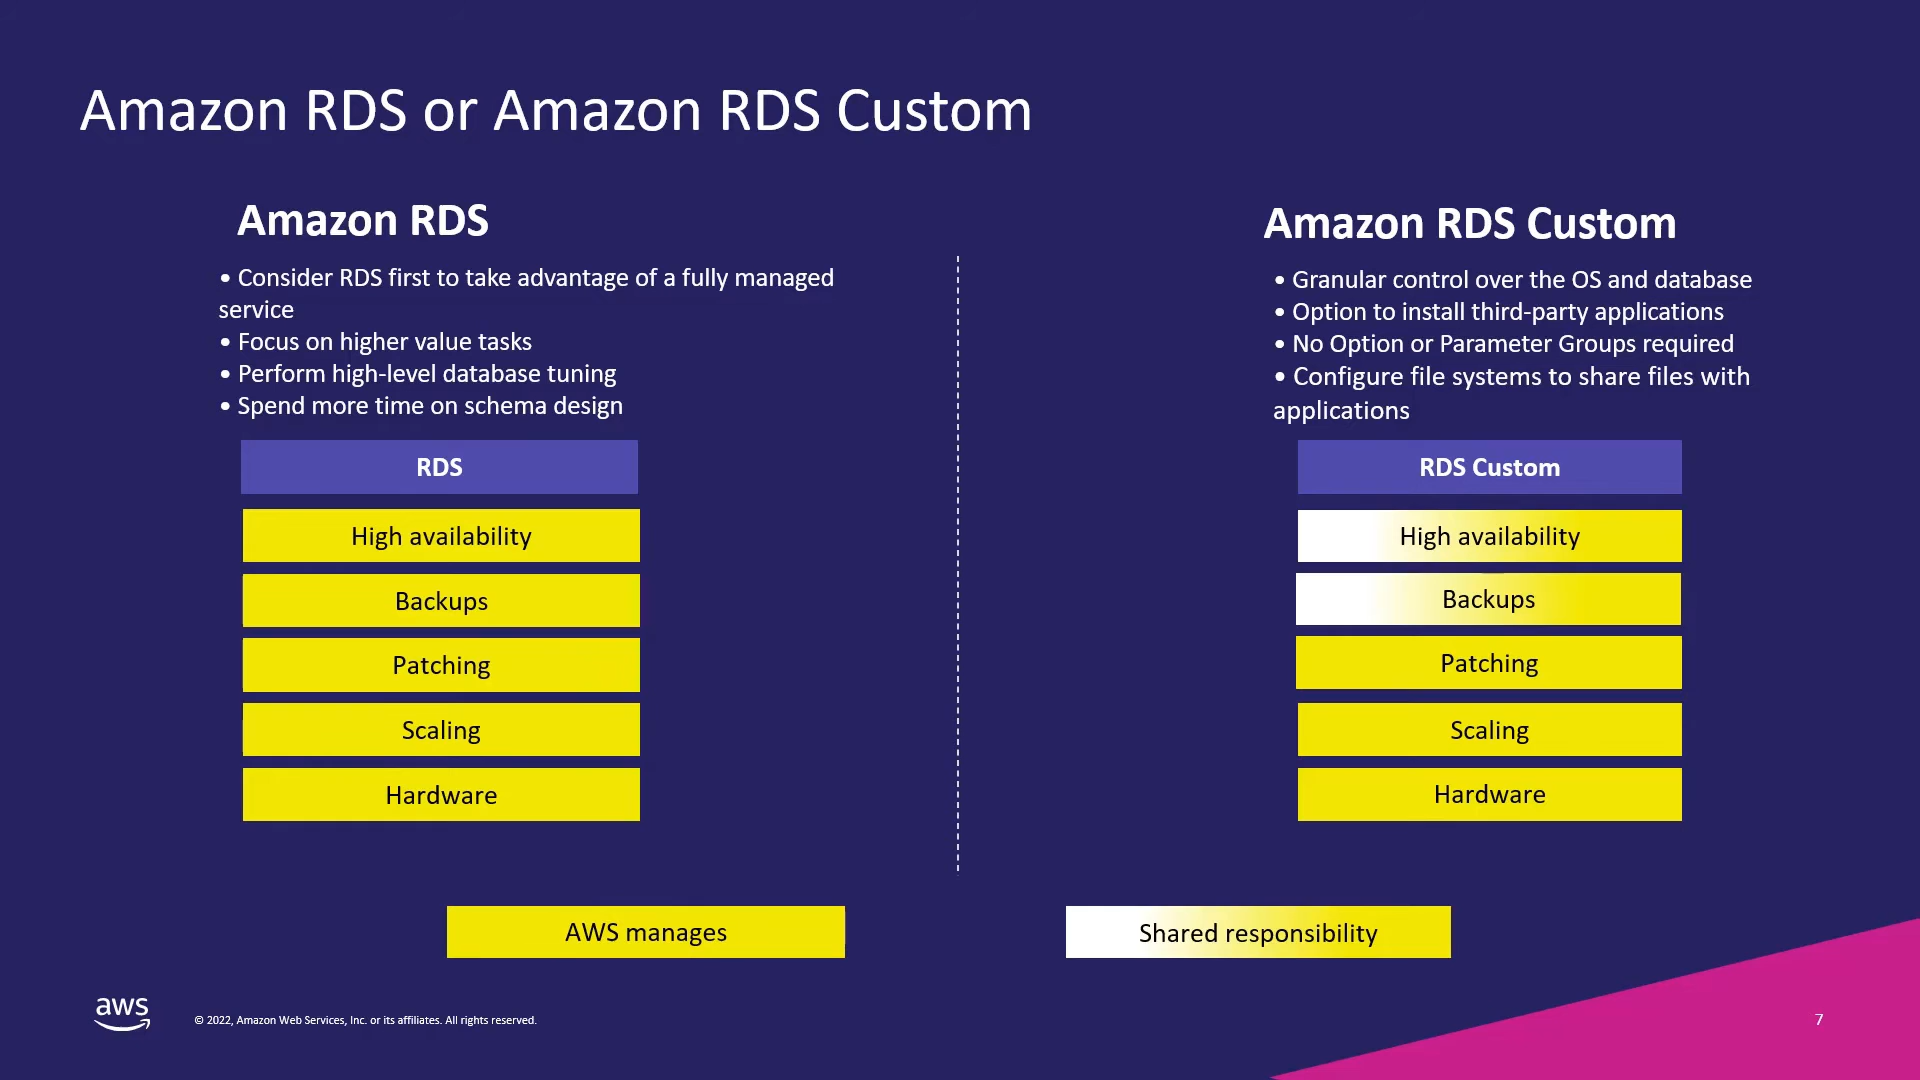 Amazon RDS or Amazon RDS Custom
Amazon RDS
• Consider RDS first to take advantage of a fully managed
service
• Focus on higher value tasks
• Perform high-level database tuning
• Spend more time on schema design
RDS
High availability
Backups
Patching
Scaling
Hardware
Amazon RDS Custom
• Granular control over the OS and database
• Option to install third-party applications
• No Option or Parameter Groups required
• Configure file systems to share files with
applications
RDS Custom
High availability
Backups
Patching
Scaling
Hardware
AWS manages
Shared responsibility
aws
© 2022, Amazon Web Services, Inc. or its affiliates. All rights reserved.
7